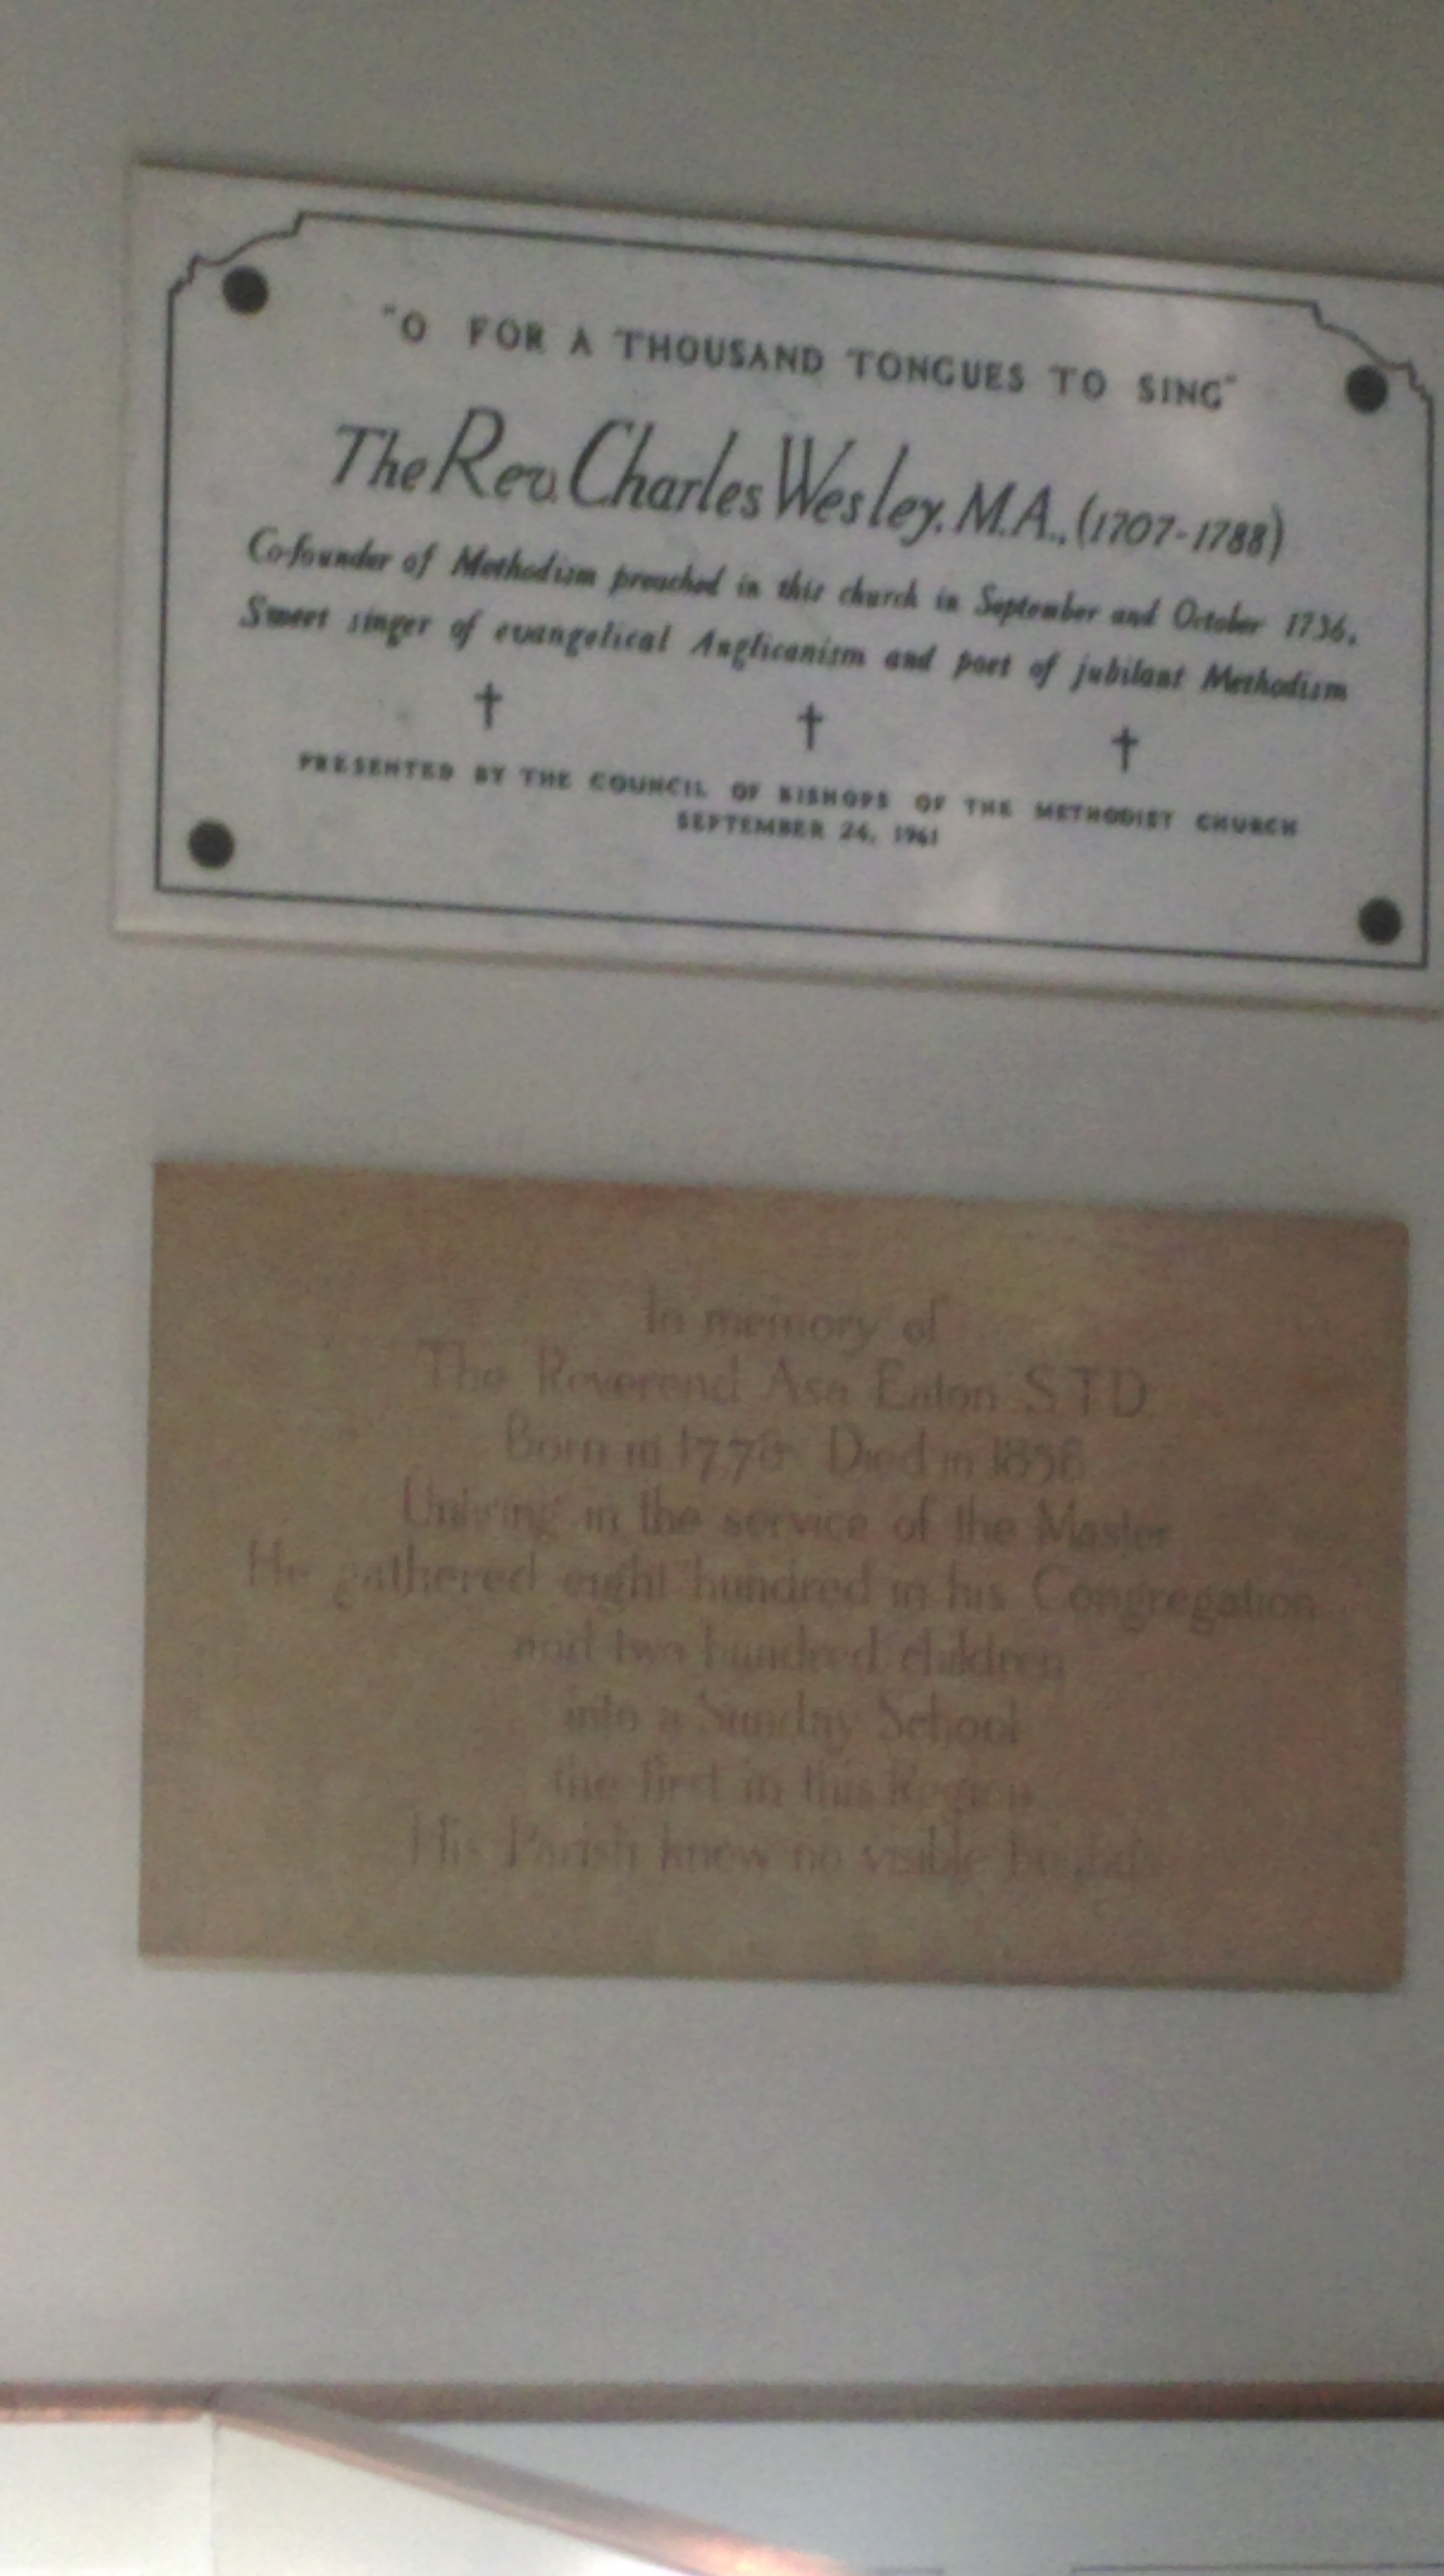 "O FOR A THOUSAND TONGUES TO SING"
The Rev. Charles Wesley, M.A., (1707-1788)
Co-founder of Methodism preached in this church in September and October 1736.
Sweet singer of evangelical Anglicanism and poet of jubilant Methodism
† † †
PRESENTED BY THE COUNCIL OF BISHOPS OF THE METHODIST CHURCH
SEPTEMBER 24, 1961
In memory of
The Reverend Asa Eaton S.T.D.
Born in 1778 Died in 1858
Untiring in the service of the Master
He gathered eight hundred in his Congregation
and two hundred children
into a Sunday School
the first in this Region
His Parish knew no visible bounds